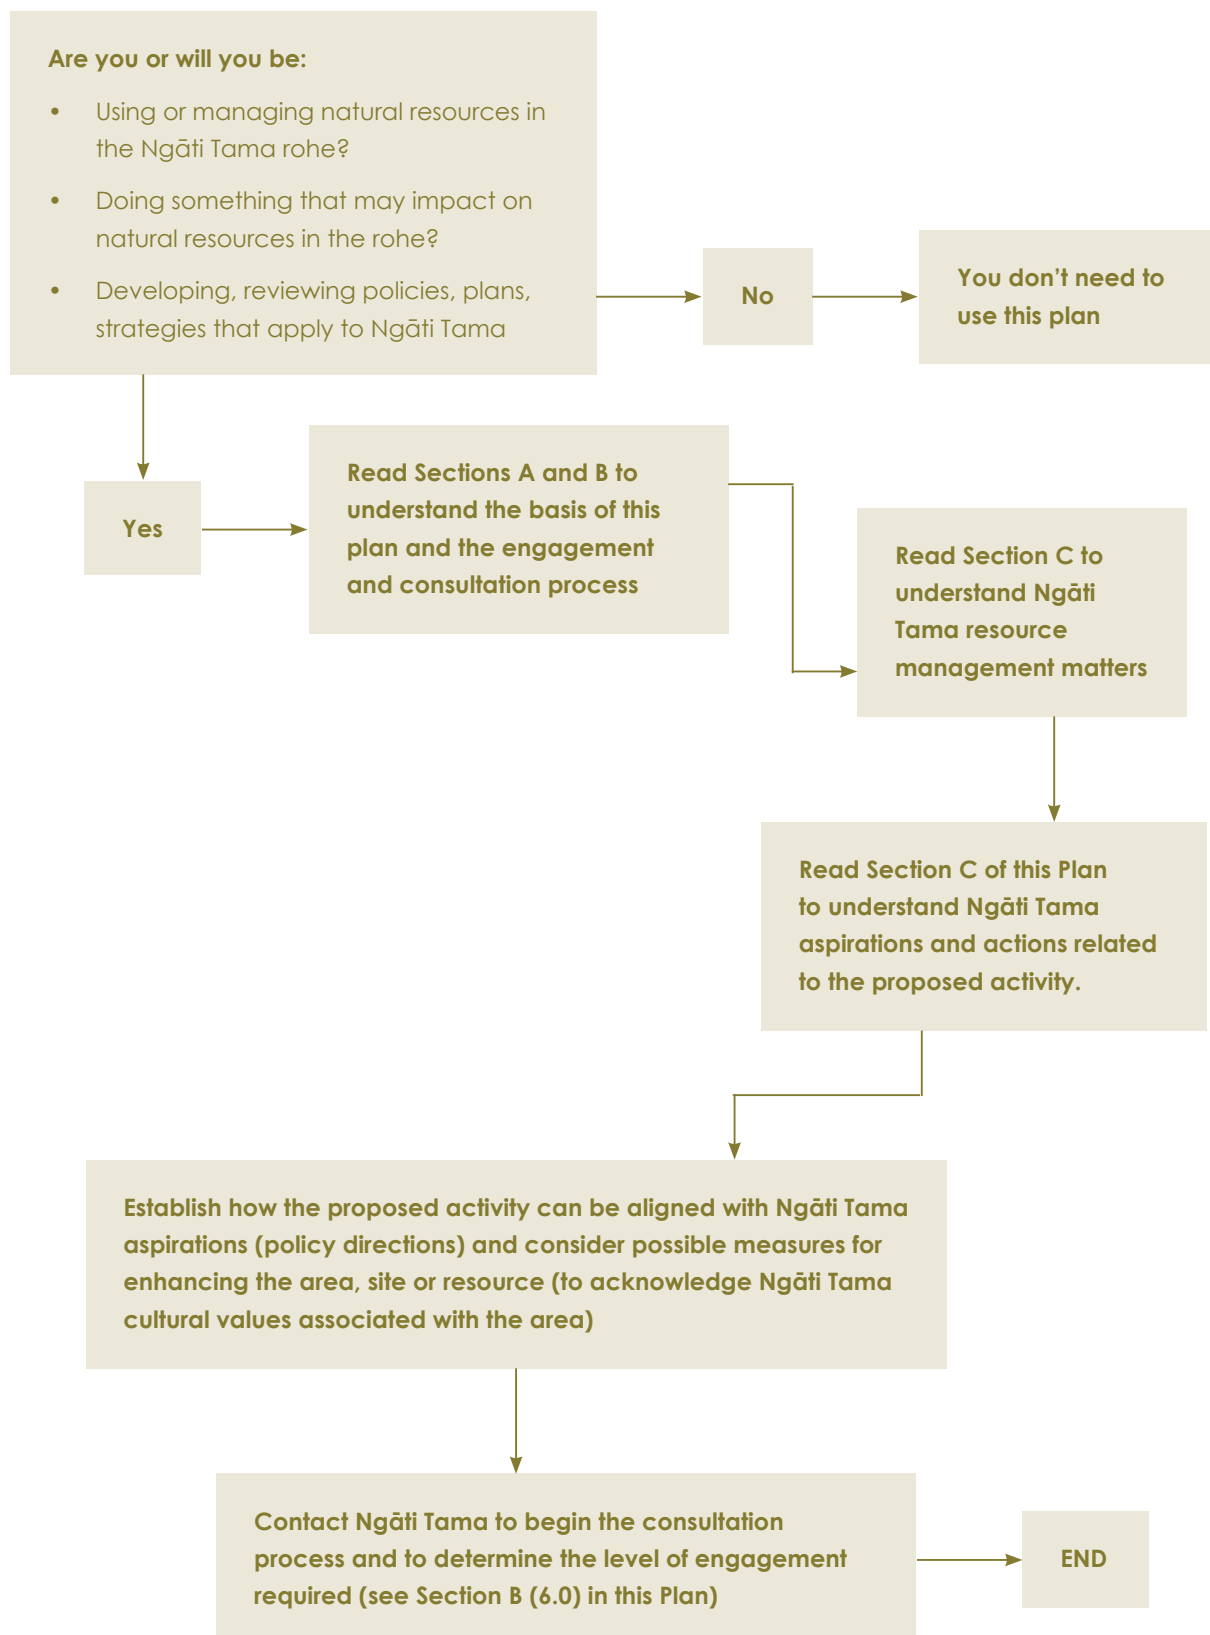 Are you or will you be:
• Using or managing natural resources in
the Ngāti Tama rohe?
• Doing something that may impact on
natural resources in the rohe?
• Developing, reviewing policies, plans,
strategies that apply to Ngāti Tama
No
You don’t need to
use this plan
Yes
Read Sections A and B to
understand the basis of this
plan and the engagement
and consultation process
Read Section C to
understand Ngāti
Tama resource
management matters
Read Section C of this Plan
to understand Ngāti Tama
aspirations and actions related
to the proposed activity.
Establish how the proposed activity can be aligned with Ngāti Tama
aspirations (policy directions) and consider possible measures for
enhancing the area, site or resource (to acknowledge Ngāti Tama
cultural values associated with the area)
Contact Ngāti Tama to begin the consultation
process and to determine the level of engagement
required (see Section B (6.0) in this Plan)
END